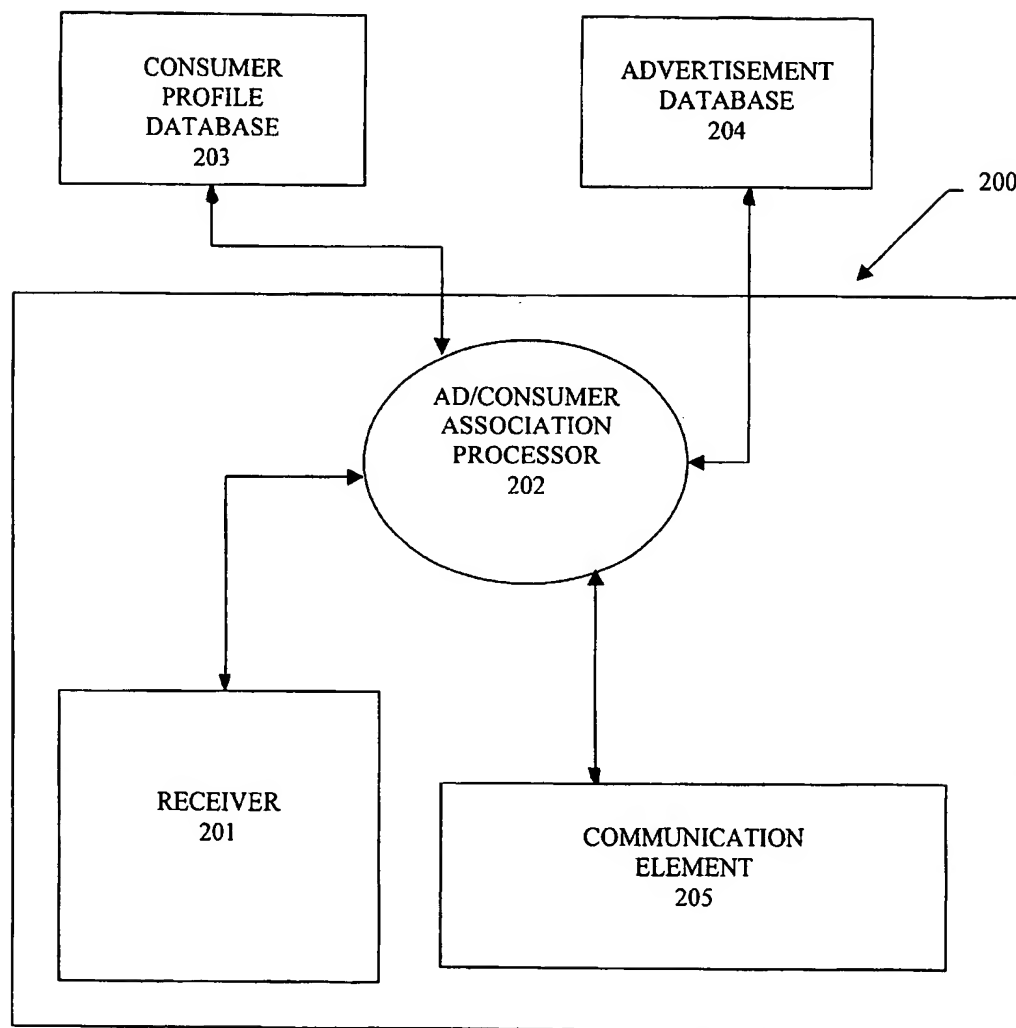 CONSUMER
PROFILE
DATABASE
203
ADVERTISEMENT
DATABASE
204
200
AD/CONSUMER
ASSOCIATION
PROCESSOR
202
RECEIVER
201
COMMUNICATION
ELEMENT
205